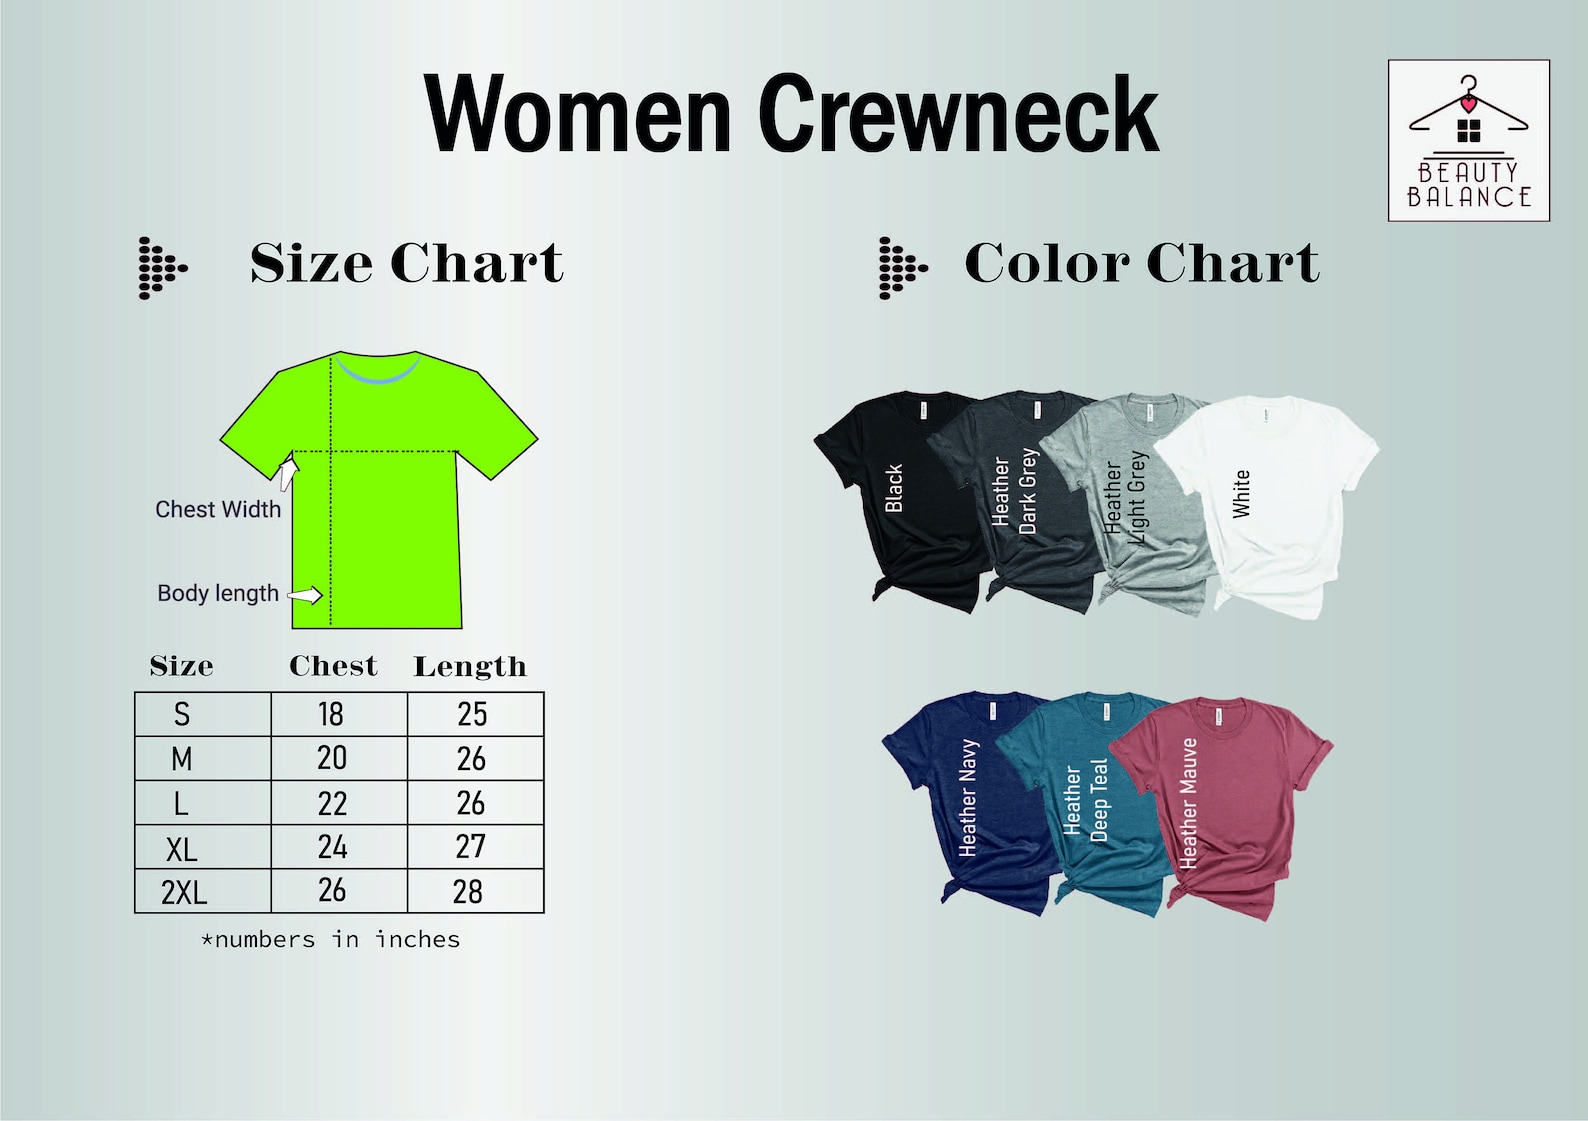 Women Crewneck
BEAUTY
BALANCE
Size Chart
Chest Width
Body length
Size Chest Length
S 18 25
M 20 26
L 22 26
XL 24 27
2XL 26 28
*numbers in inches
Color Chart
Black
Heather
Dark Grey
Heather
Light Grey
White
Heather Navy
Heather
Deep Teal
Heather Mauve